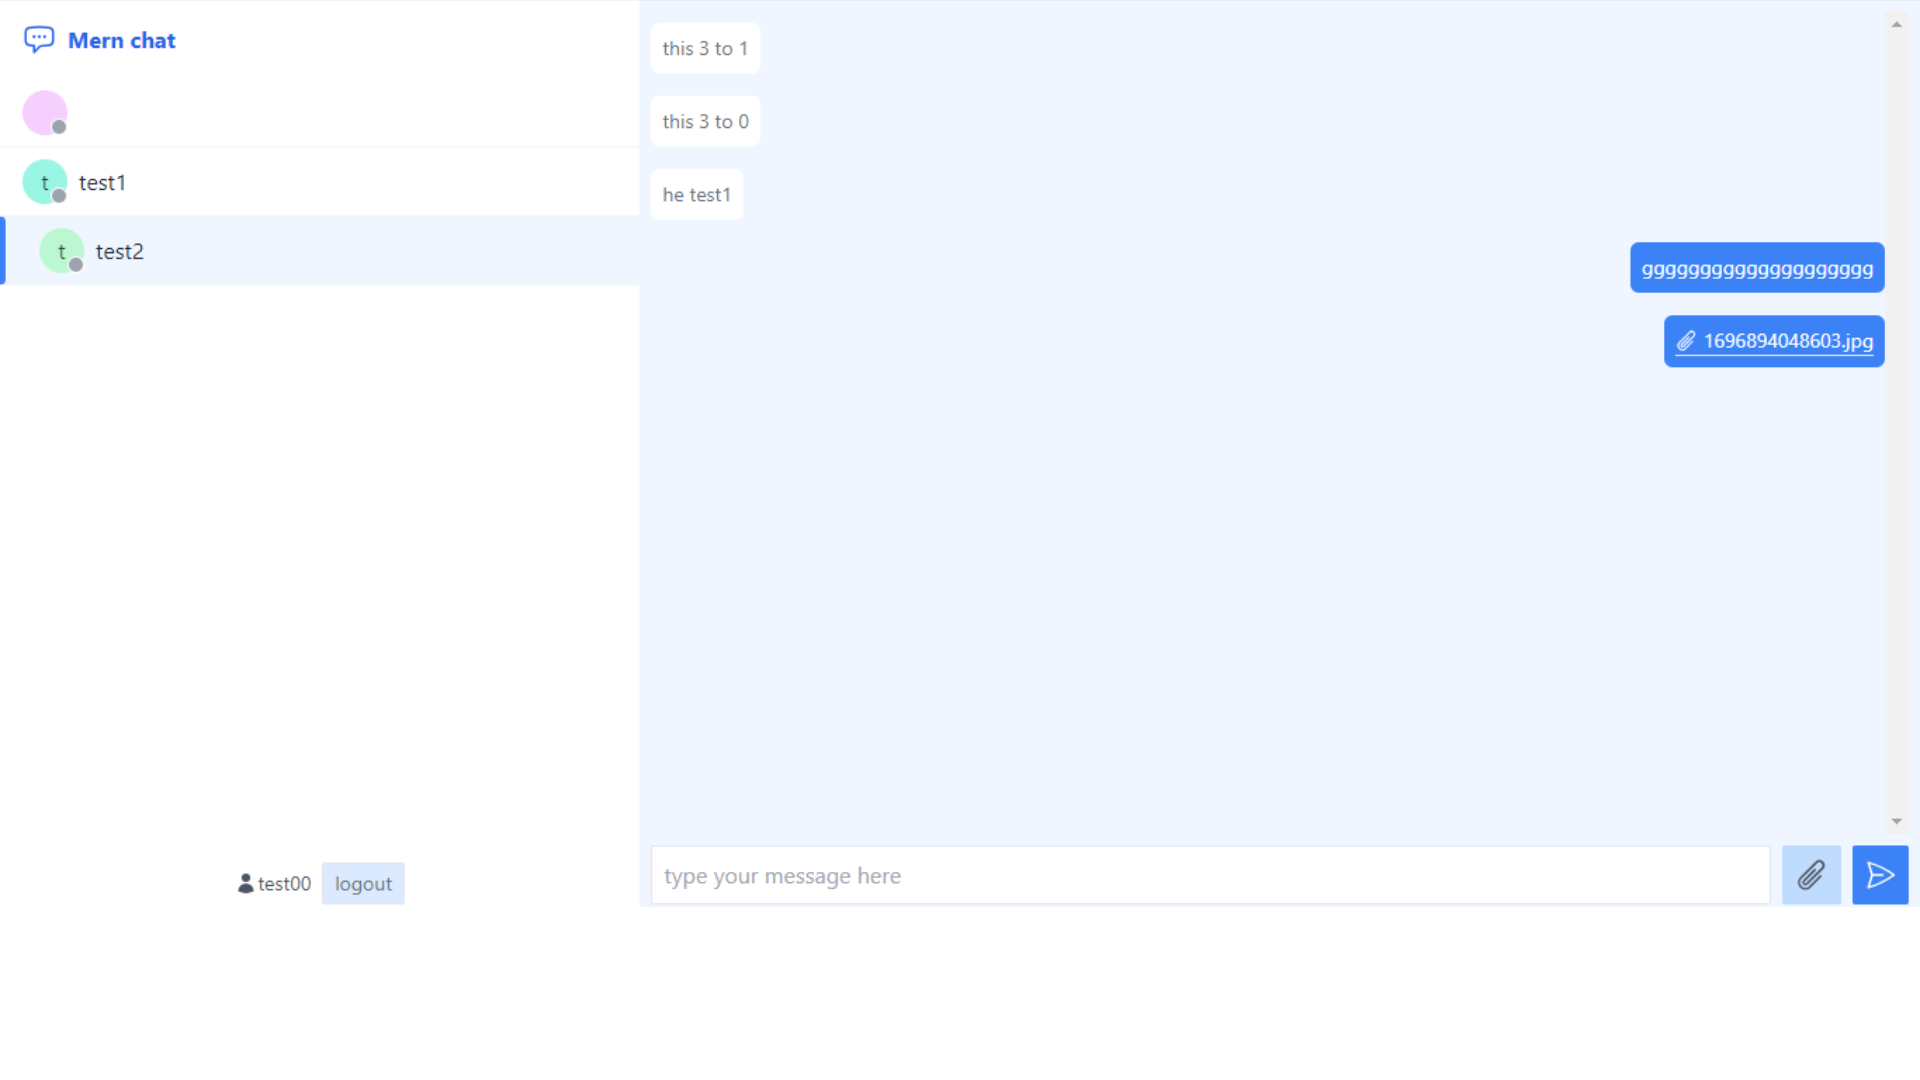 Mern chat
t test1
t test2
test00 logout
this 3 to 1
this 3 to 0
he test1
gggggggggggggggggggg
1696894048603.jpg
type your message here